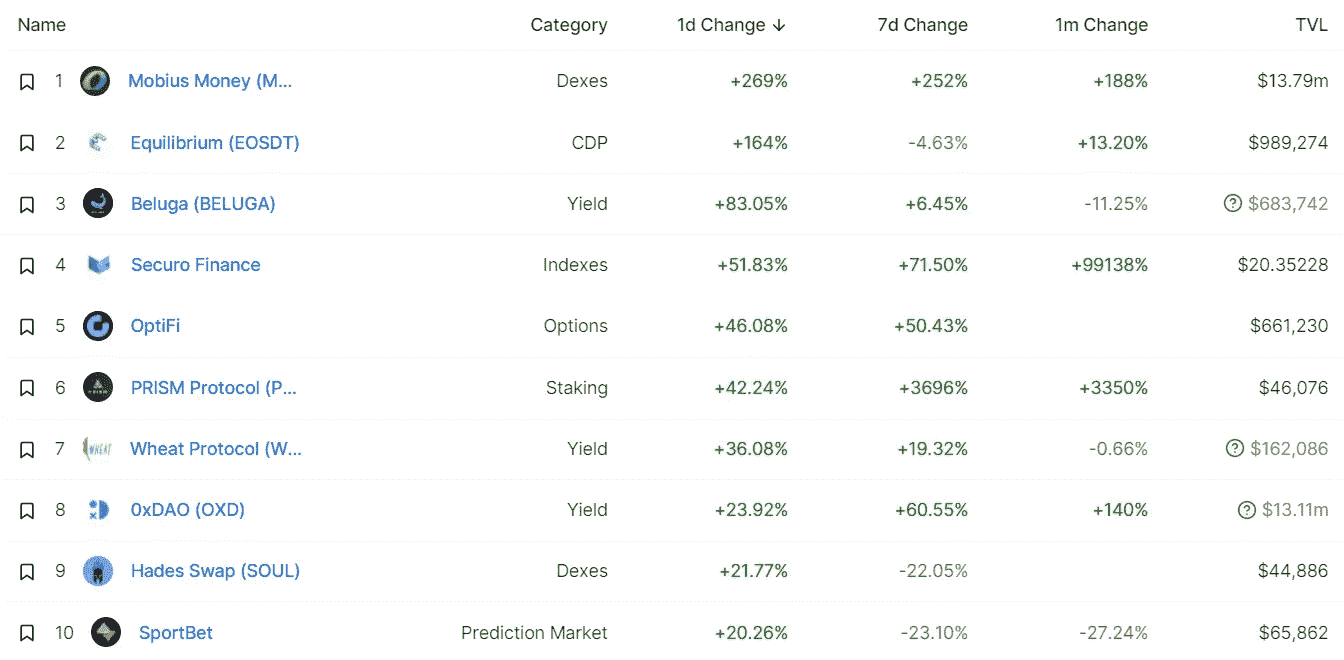 Name Category 1d Change ↓ 7d Change 1m Change TVL
1 Mobius Money (M... Dexes +269% +252% +188% $13.79m
2 Equilibrium (EOSDT) CDP +164% -4.63% +13.20% $989,274
3 Beluga (BELUGA) Yield +83.05% +6.45% -11.25% ? $683,742
4 Securo Finance Indexes +51.83% +71.50% +99138% $20.35228
5 OptiFi Options +46.08% +50.43% $661,230
6 PRISM Protocol (P... Staking +42.24% +3696% +3350% $46,076
7 WHEAT Wheat Protocol (W... Yield +36.08% +19.32% -0.66% ? $162,086
8 0xDAO (OXD) Yield +23.92% +60.55% +140% ? $13.11m
9 Hades Swap (SOUL) Dexes +21.77% -22.05% $44,886
10 SportBet Prediction Market +20.26% -23.10% -27.24% $65,862